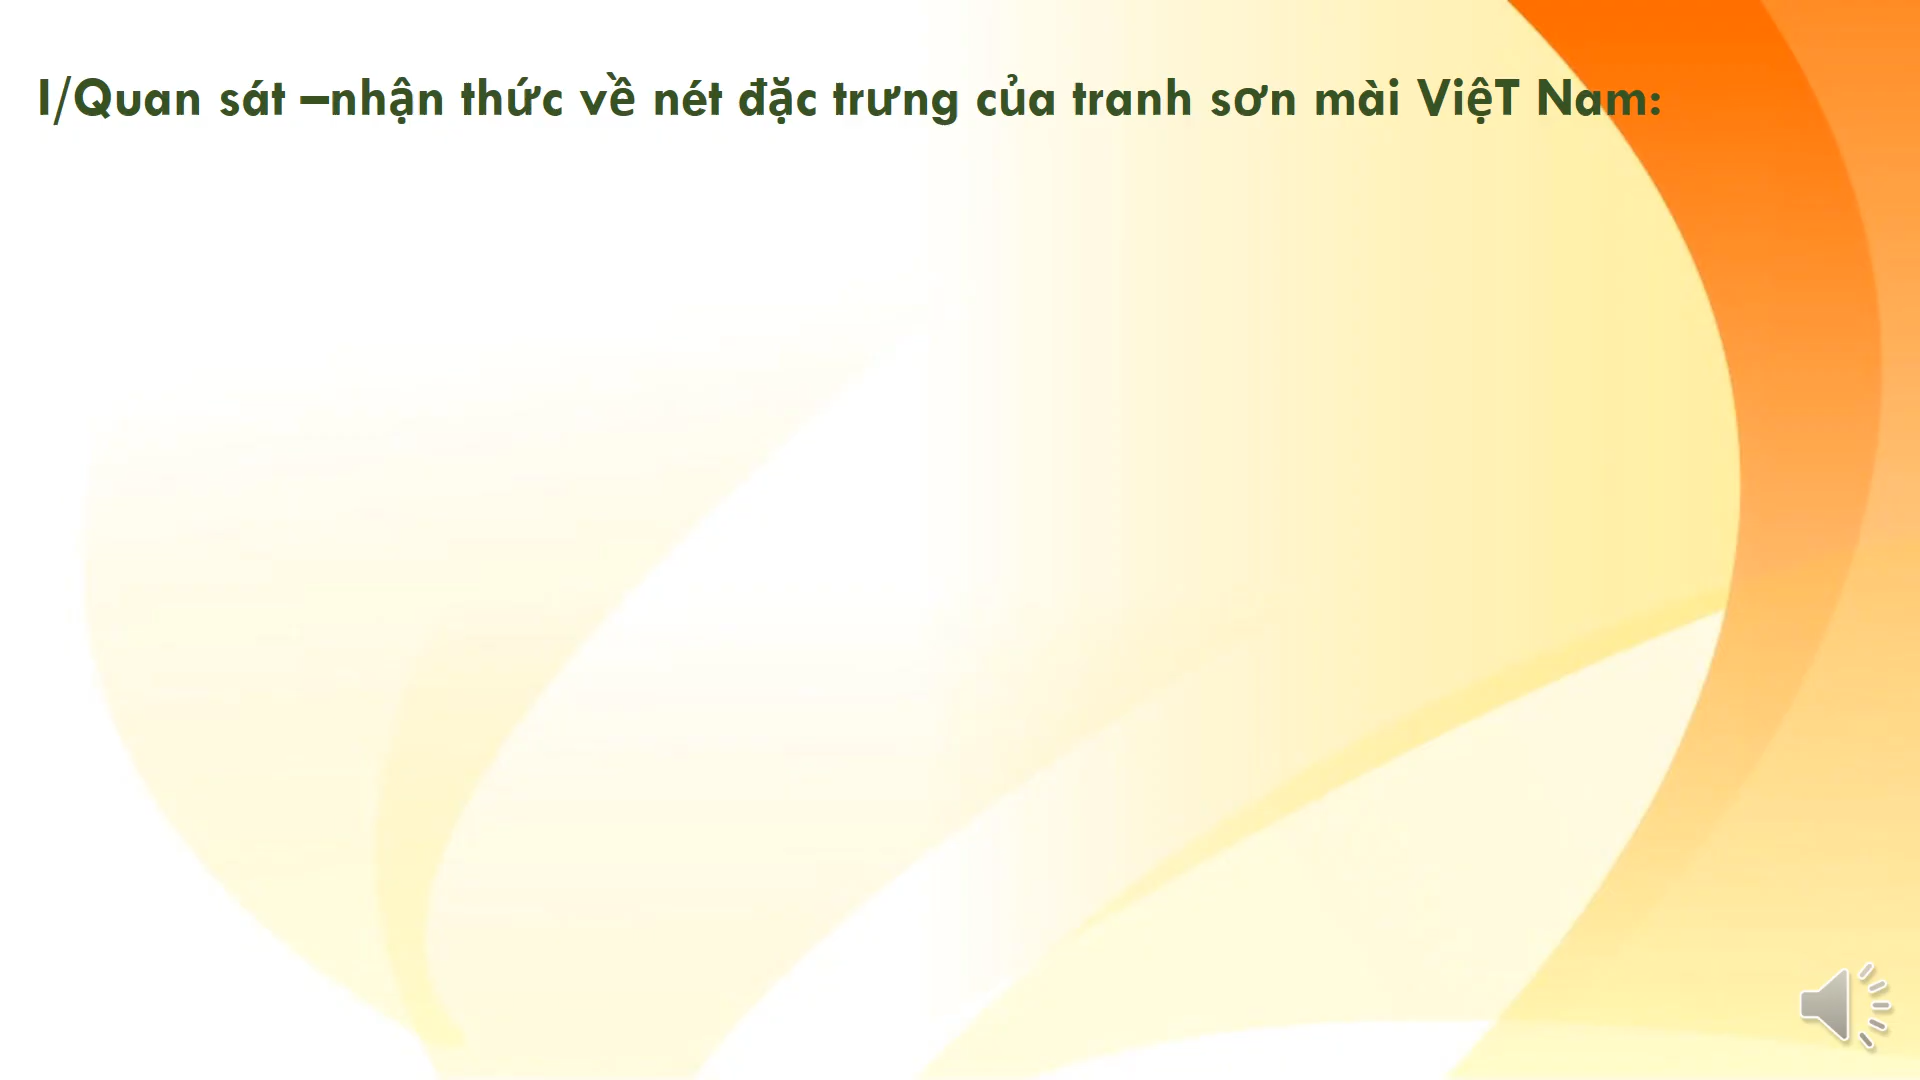 I/Quan sát –nhận thức về nét đặc trưng của tranh sơn mài ViệT Nam: